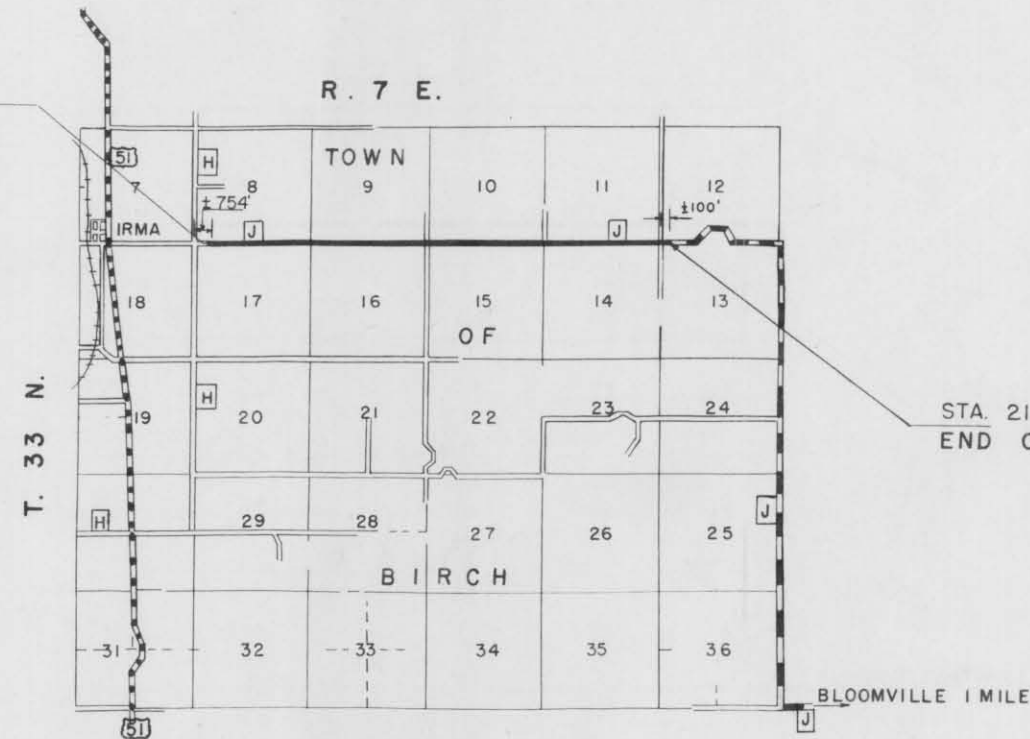 R. 7 E.
TOWN
51
H
7 8 9 10 11 12
± 754'
±100'
IRMA J J
18 17 16 15 14 13
OF
T. 33 N.
H
19 20 21 22 23 24
STA. 21
END
H 29 28 27 26 25 J
BIRCH
31 32 33 34 35 36
BLOOMVILLE 1 MILE
51 J